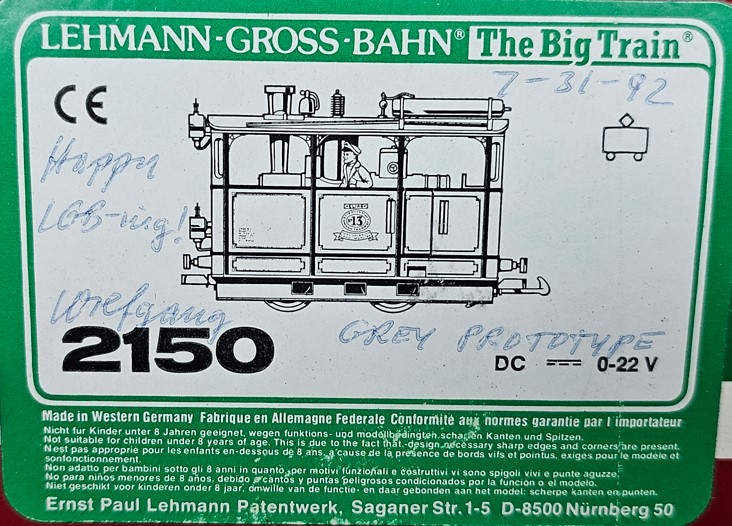 LEHMANN-GROSS-BAHN® The Big Train®
7-31-92
CE
Happy
LGB-ing!
LGB
Nº 13
Wolfgang
2150
GREY PROTOTYPE
DC 0-22 V
Made in Western Germany Fabrique en Allemagne Federale Conformité aux normes garantie par l'importateur
Nicht für Kinder unter 8 Jahren geeignet, wegen funktions- und modellbedingten scharfen Kanten und Spitzen.
Not suitable for children under 8 years of age. This is due to the fact that design necessary sharp edges and corners are present.
N'est pas approprié pour les enfants en-dessous de 8 ans, à cause de la présence de bords vifs et pointus, exigés pour le modèle et
sonfonctionnement.
Non adatto per bambini sotto gli 8 anni in quanto, per motivi funzionali e costruttivi vi sono spigoli vivi e punte aguzze.
No para niños menores de 8 años, debido a cantos y puntas peligrosos condicionados por la función o el modelo.
Niet geschikt voor kinderen onder 8 jaar, omwille van de functie- en daar gebonden aan het model: scherpe kanten en punten.
Ernst Paul Lehmann Patentwerk, Saganer Str. 1-5 D-8500 Nürnberg 50